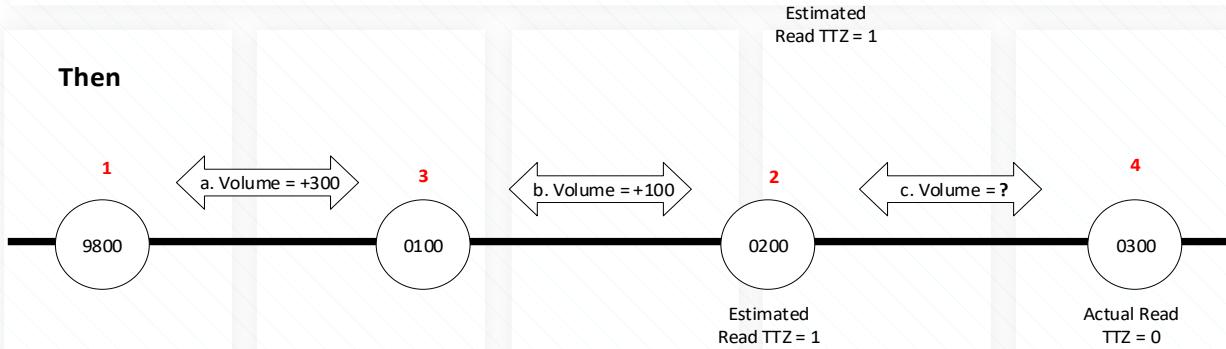 Estimated
Read TTZ = 1
Then
1
a. Volume = +300
3
b. Volume = +100
2
c. Volume = ?
4
9800
0100
0200
0300
Estimated
Read TTZ = 1
Actual Read
TTZ = 0